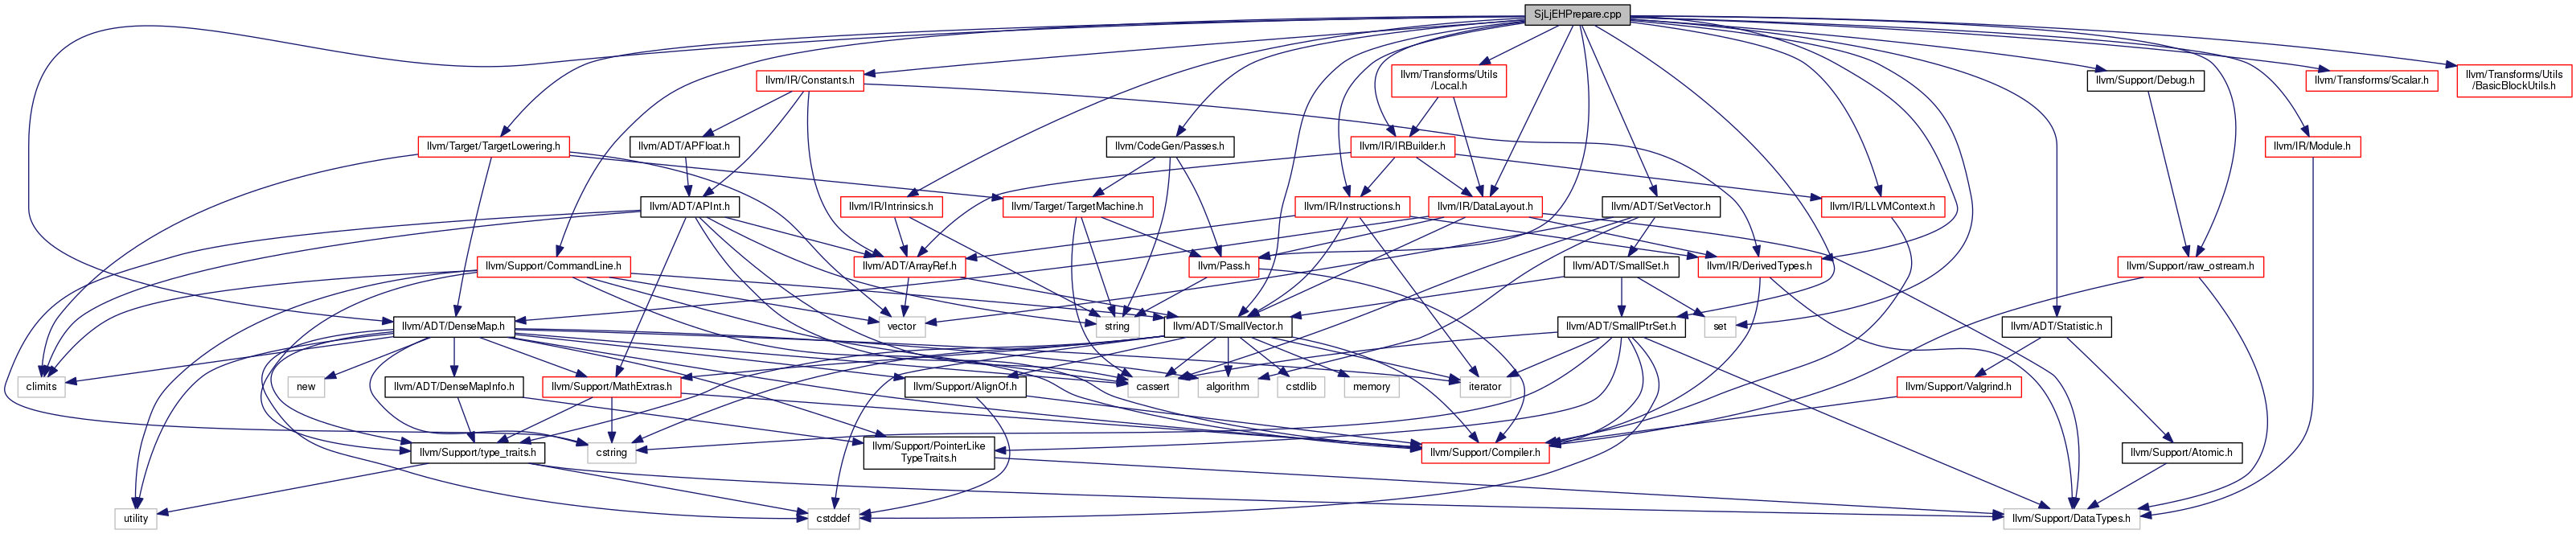 SjLjEHPrepare.cpp
llvm/IR/Constants.h
llvm/Transforms/Utils
/Local.h
llvm/Support/Debug.h
llvm/Transforms/Scalar.h
llvm/Transforms/Utils
/BasicBlockUtils.h
llvm/Target/TargetLowering.h
llvm/ADT/APFloat.h
llvm/CodeGen/Passes.h
llvm/IR/IRBuilder.h
llvm/IR/Module.h
llvm/ADT/APInt.h
llvm/IR/Intrinsics.h
llvm/Target/TargetMachine.h
llvm/IR/Instructions.h
llvm/IR/DataLayout.h
llvm/ADT/SetVector.h
llvm/IR/LLVMContext.h
llvm/Support/CommandLine.h
llvm/ADT/ArrayRef.h
llvm/Pass.h
llvm/ADT/SmallSet.h
llvm/IR/DerivedTypes.h
llvm/Support/raw_ostream.h
llvm/ADT/DenseMap.h
vector
string
llvm/ADT/SmallVector.h
llvm/ADT/SmallPtrSet.h
set
llvm/ADT/Statistic.h
climits
new
llvm/ADT/DenseMapInfo.h
llvm/Support/MathExtras.h
llvm/Support/AlignOf.h
cassert
algorithm
cstdlib
memory
iterator
llvm/Support/Valgrind.h
llvm/Support/type_traits.h
cstring
llvm/Support/PointerLike
TypeTraits.h
llvm/Support/Compiler.h
llvm/Support/Atomic.h
utility
cstddef
llvm/Support/DataTypes.h